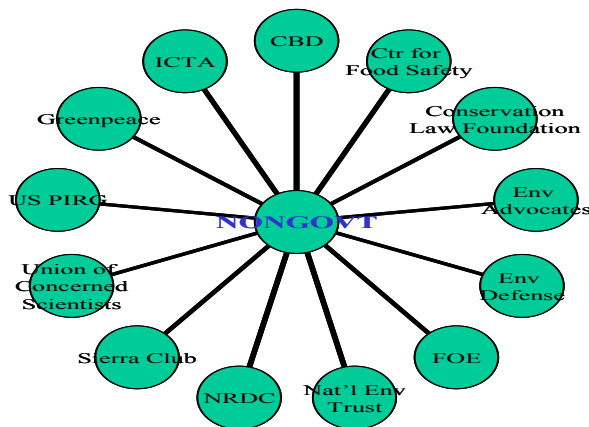 CBD
Ctr for
Food Safety
Conservation
Law Foundation
Env
Advocates
Env
Defense
FOE
Nat'l Env
Trust
NRDC
Sierra Club
Union of
Concerned
Scientists
US PIRG
Greenpeace
ICTA
NONGOVT